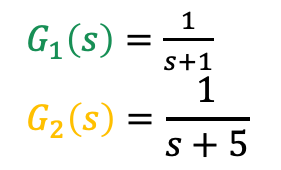 G₁(s) = 1/(s+1)
G₂(s) = 1/(s + 5)